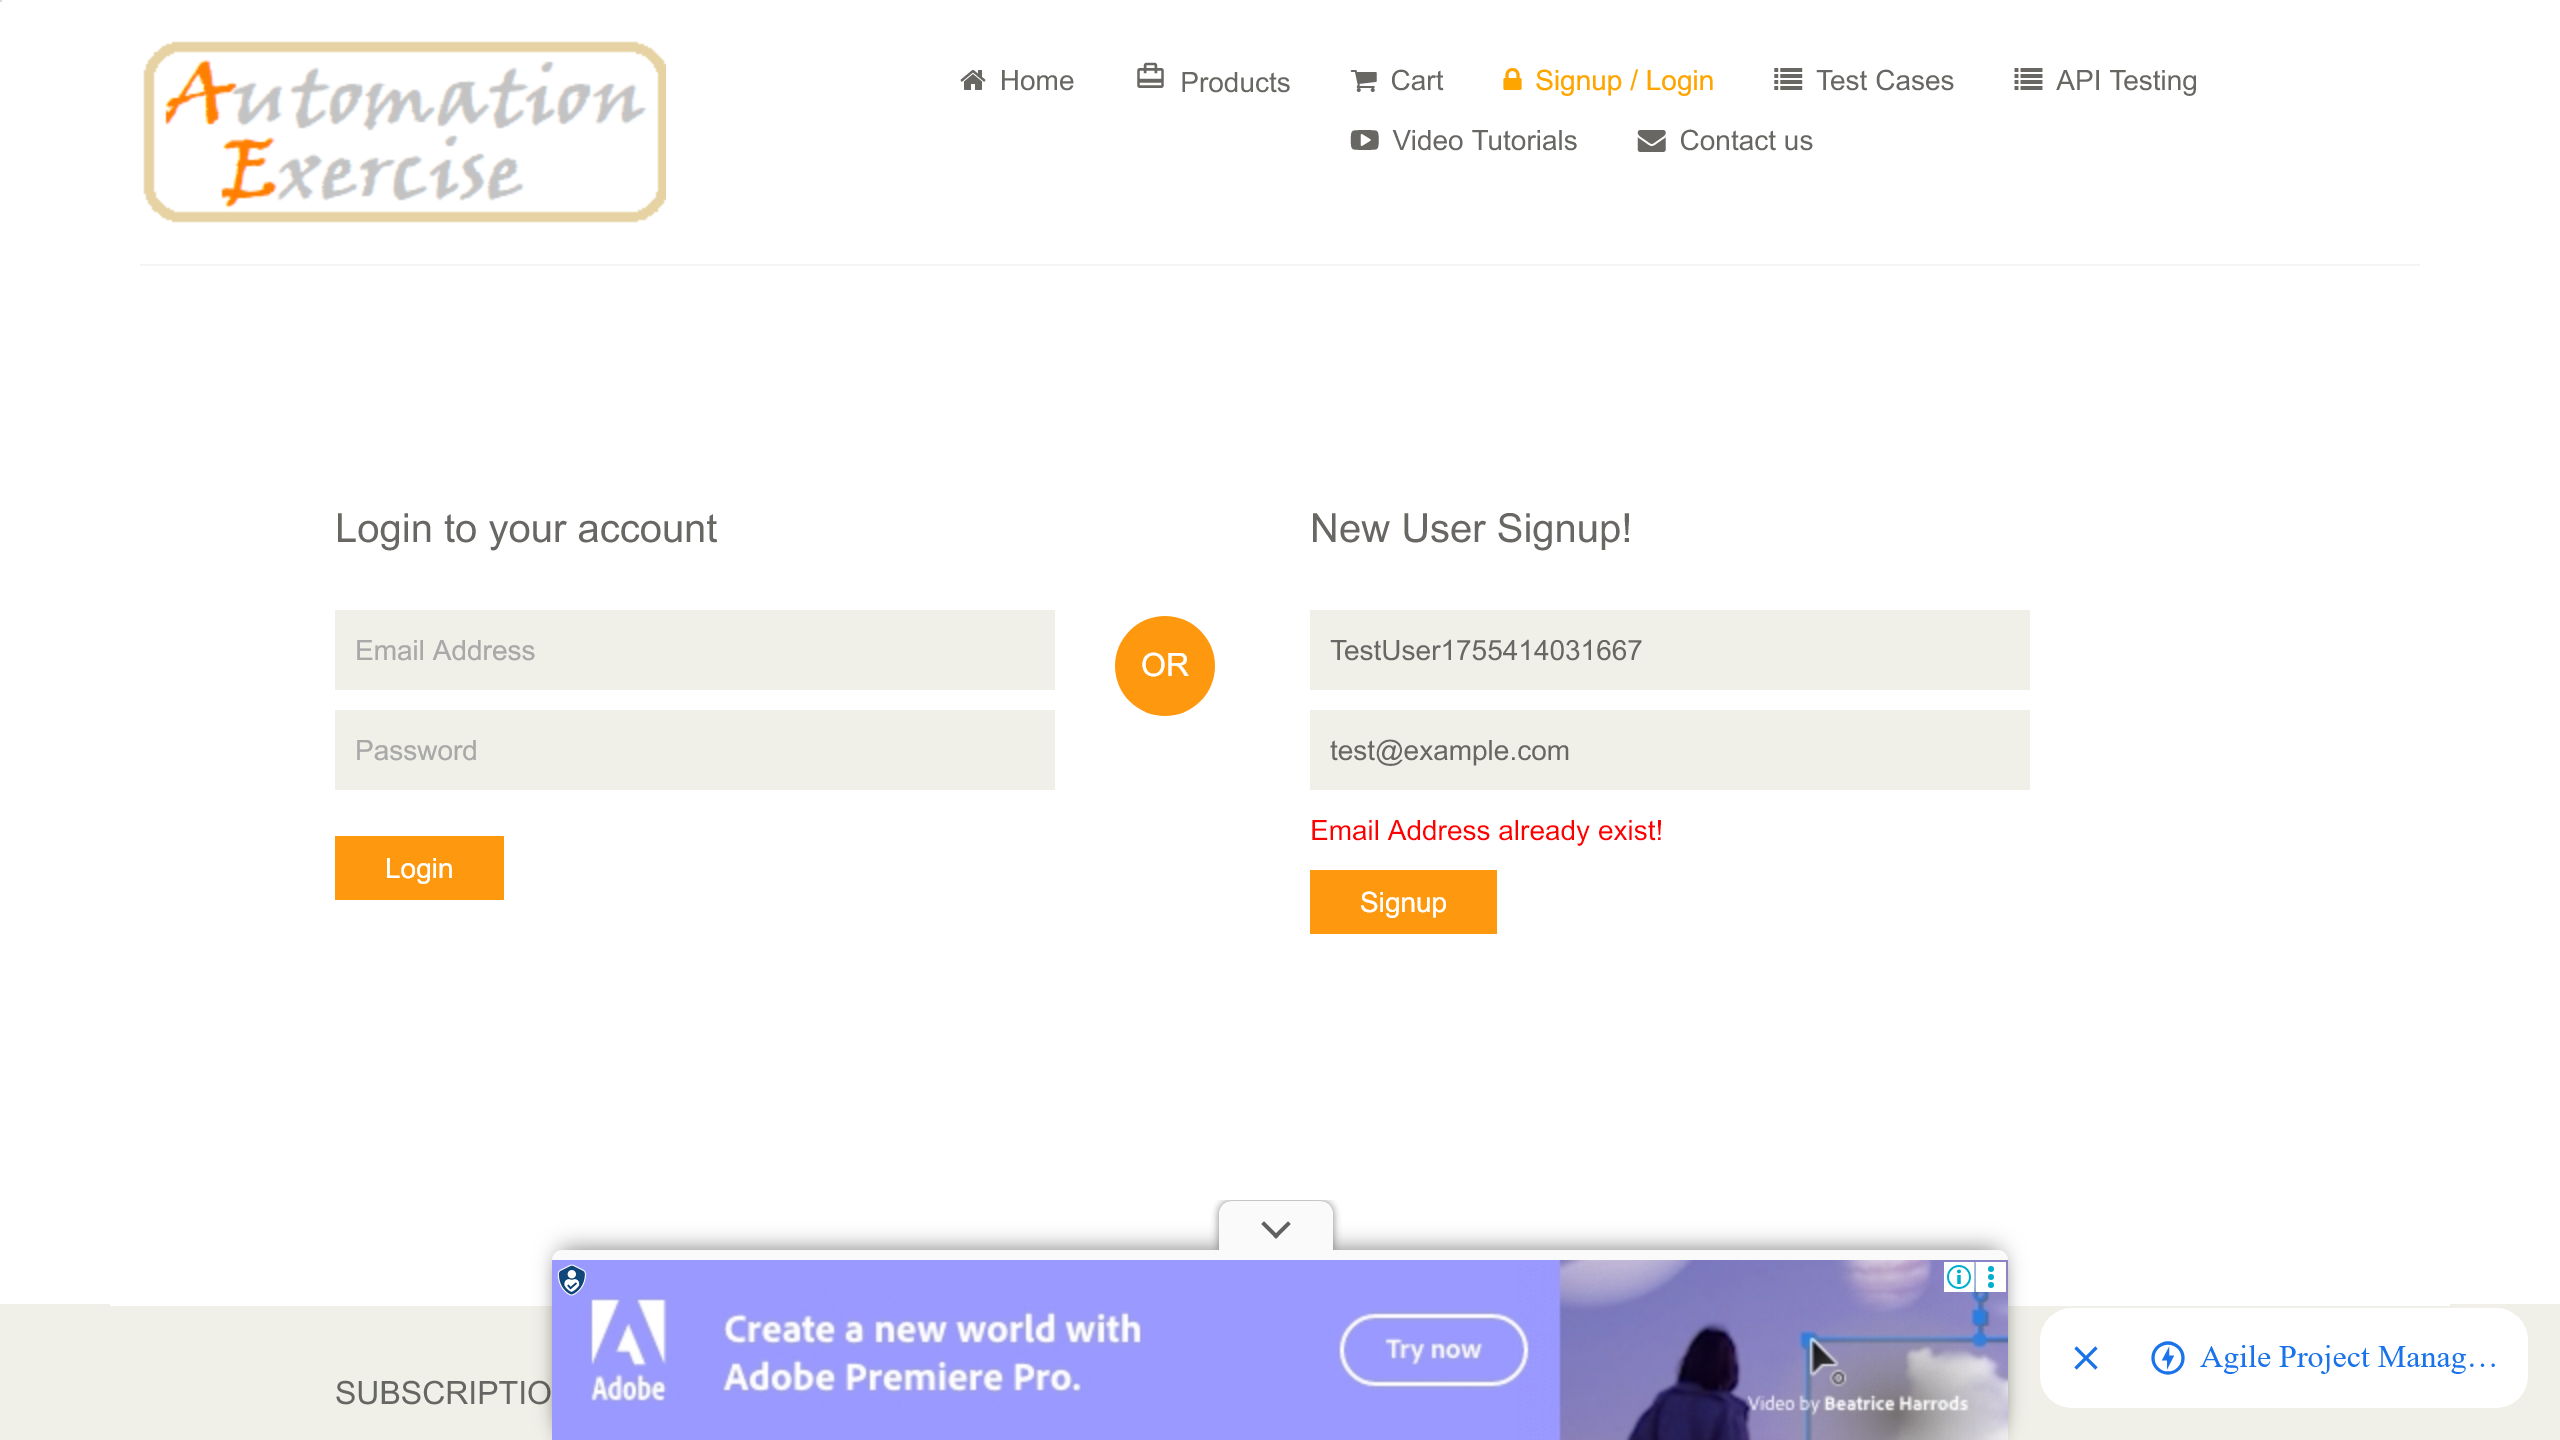 Automation
Exercise
Home
Products
Cart
Signup / Login
Test Cases
API Testing
Video Tutorials
Contact us
Login to your account
Email Address
Password
Login
OR
New User Signup!
TestUser1755414031667
test@example.com
Email Address already exist!
Signup
SUBSCRIPTIO
Adobe
Create a new world with
Adobe Premiere Pro.
Try now
Video by Beatrice Harrods
Agile Project Manag...